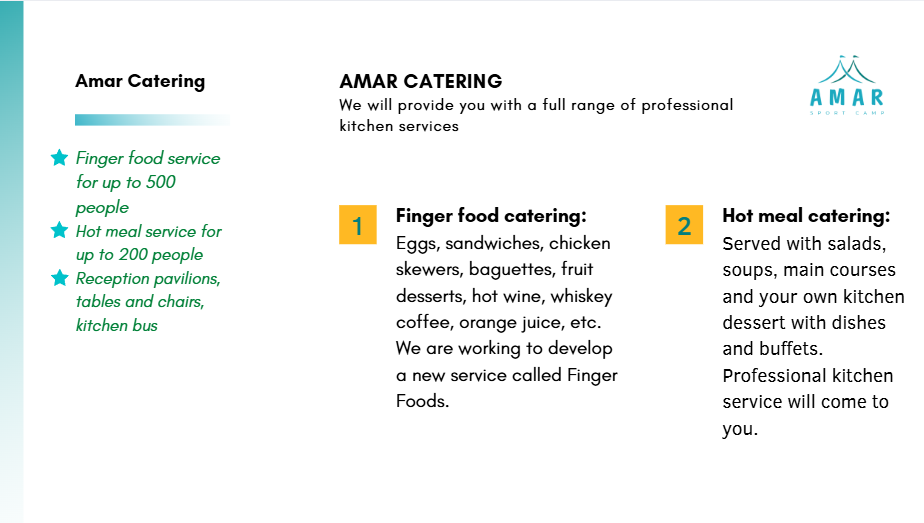 Amar Catering
Finger food service
for up to 500
people
Hot meal service for
up to 200 people
Reception pavilions,
tables and chairs,
kitchen bus
AMAR CATERING
We will provide you with a full range of professional
kitchen services
AMAR
SPORT CAMP
1
Finger food catering:
Eggs, sandwiches, chicken
skewers, baguettes, fruit
desserts, hot wine, whiskey
coffee, orange juice, etc.
We are working to develop
a new service called Finger
Foods.
2
Hot meal catering:
Served with salads,
soups, main courses
and your own kitchen
dessert with dishes
and buffets.
Professional kitchen
service will come to
you.